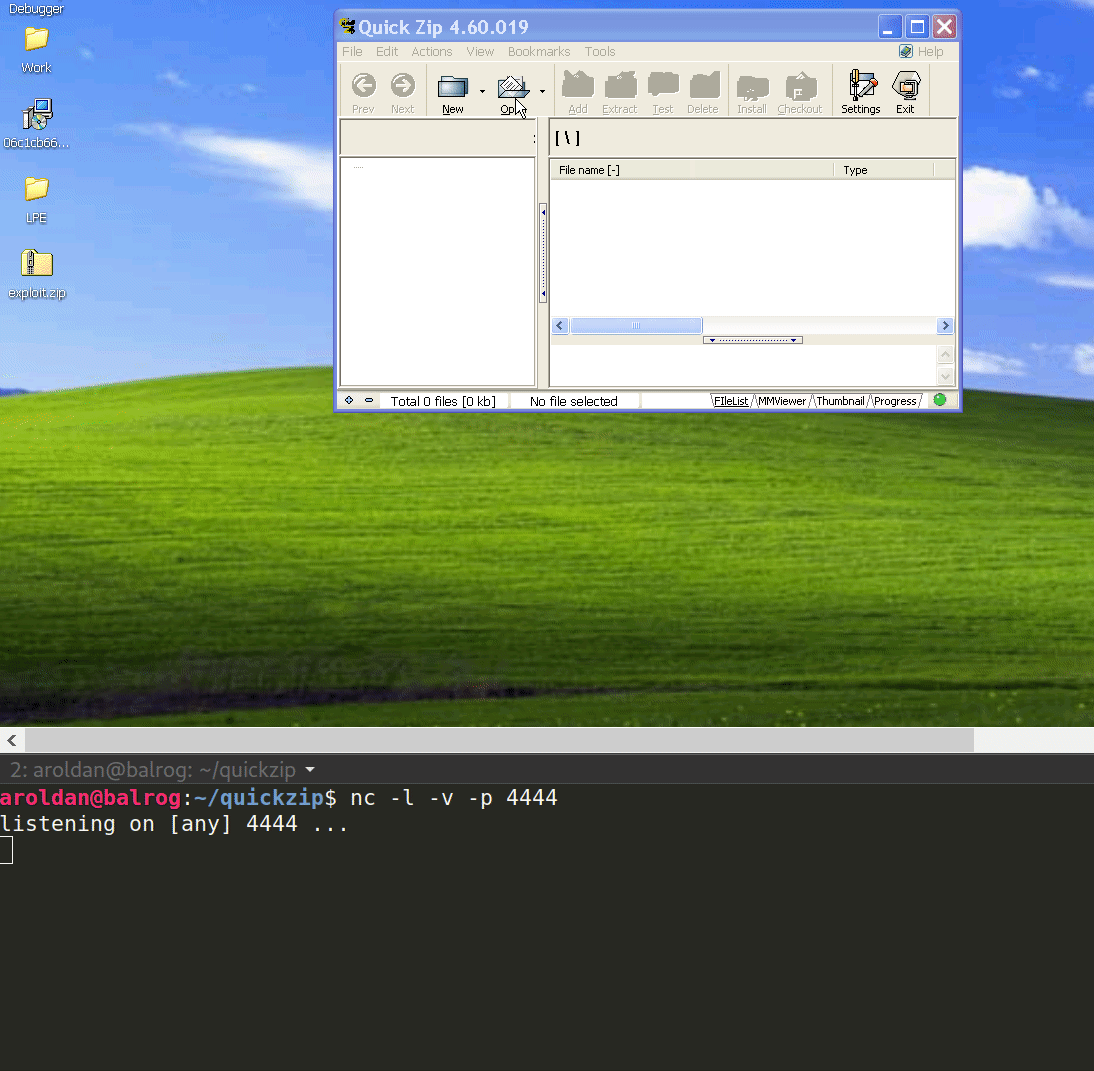 Debugger
Work
06c1cb66...
LPE
exploit.zip
Quick Zip 4.60.019
File Edit Actions View Bookmarks Tools Help
Prev Next New Open Add Extract Test Delete Install Checkout Settings Exit
:
[ \ ]
File name [-] Type
Total 0 files [0 kb] No file selected FIleList MMViewer Thumbnail Progress
2: aroldan@balrog: ~/quickzip
aroldan@balrog:~/quickzip$ nc -l -v -p 4444
listening on [any] 4444 ...